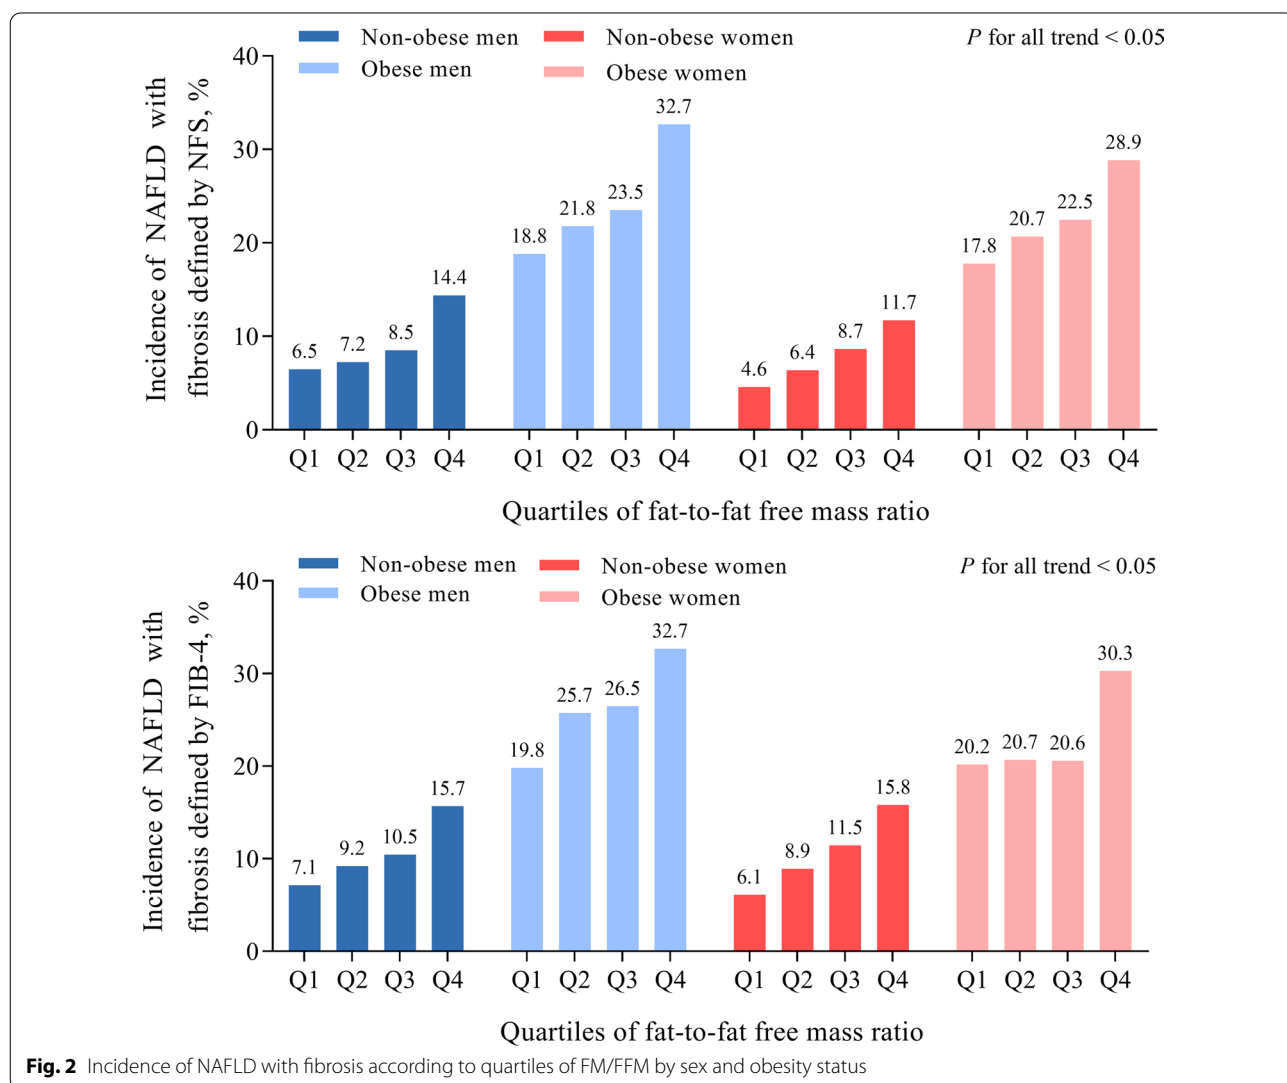 Non-obese men Non-obese women P for all trend < 0.05
Obese men Obese women
Incidence of NAFLD with
fibrosis defined by NFS, %
40
30
20
10
0
6.5 7.2 8.5 14.4 18.8 21.8 23.5 32.7 4.6 6.4 8.7 11.7 17.8 20.7 22.5 28.9
Q1 Q2 Q3 Q4 Q1 Q2 Q3 Q4 Q1 Q2 Q3 Q4 Q1 Q2 Q3 Q4
Quartiles of fat-to-fat free mass ratio
Non-obese men Non-obese women P for all trend < 0.05
Obese men Obese women
Incidence of NAFLD with
fibrosis defined by FIB-4, %
40
30
20
10
0
7.1 9.2 10.5 15.7 19.8 25.7 26.5 32.7 6.1 8.9 11.5 15.8 20.2 20.7 20.6 30.3
Q1 Q2 Q3 Q4 Q1 Q2 Q3 Q4 Q1 Q2 Q3 Q4 Q1 Q2 Q3 Q4
Quartiles of fat-to-fat free mass ratio
Fig. 2 Incidence of NAFLD with fibrosis according to quartiles of FM/FFM by sex and obesity status